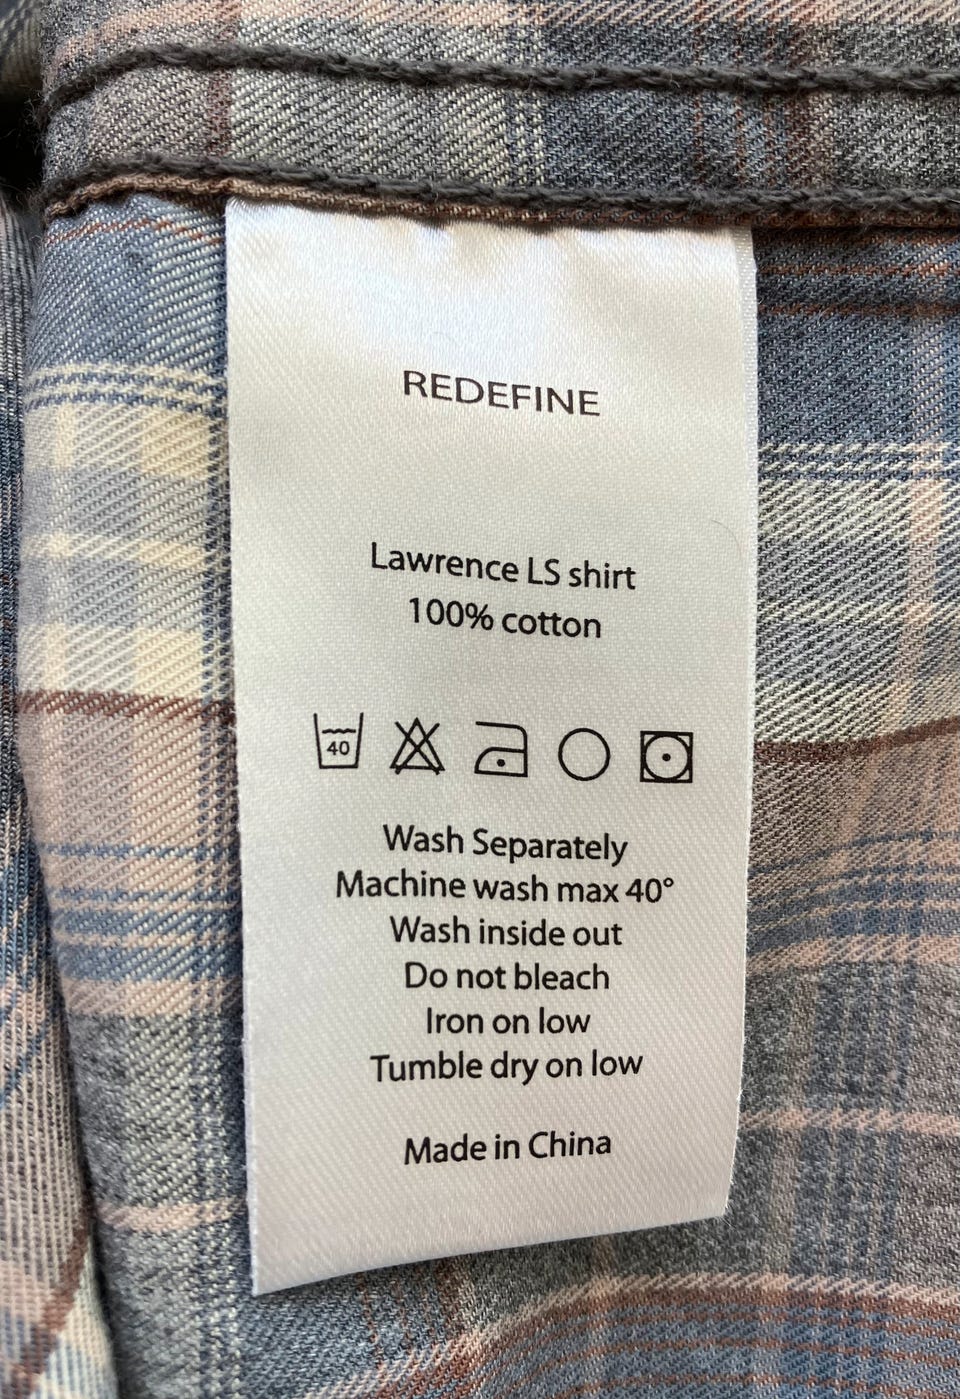 REDEFINE
Lawrence LS shirt
100% cotton
40
Wash Separately
Machine wash max 40°
Wash inside out
Do not bleach
Iron on low
Tumble dry on low
Made in China